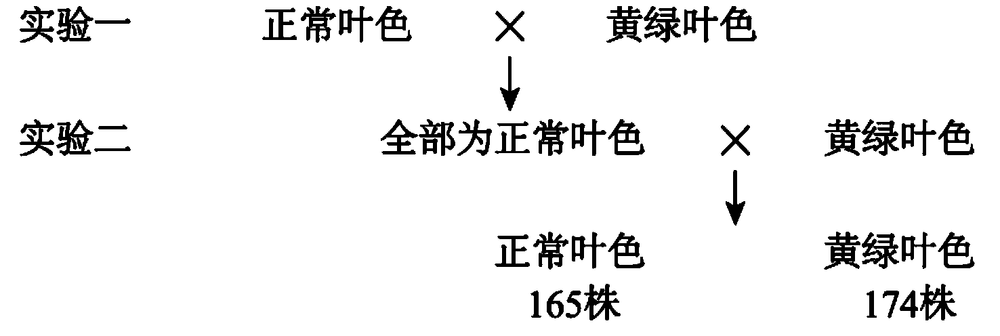 实验一 正常叶色 × 黄绿叶色
实验二 全部为正常叶色 × 黄绿叶色
正常叶色 黄绿叶色
165株 174株